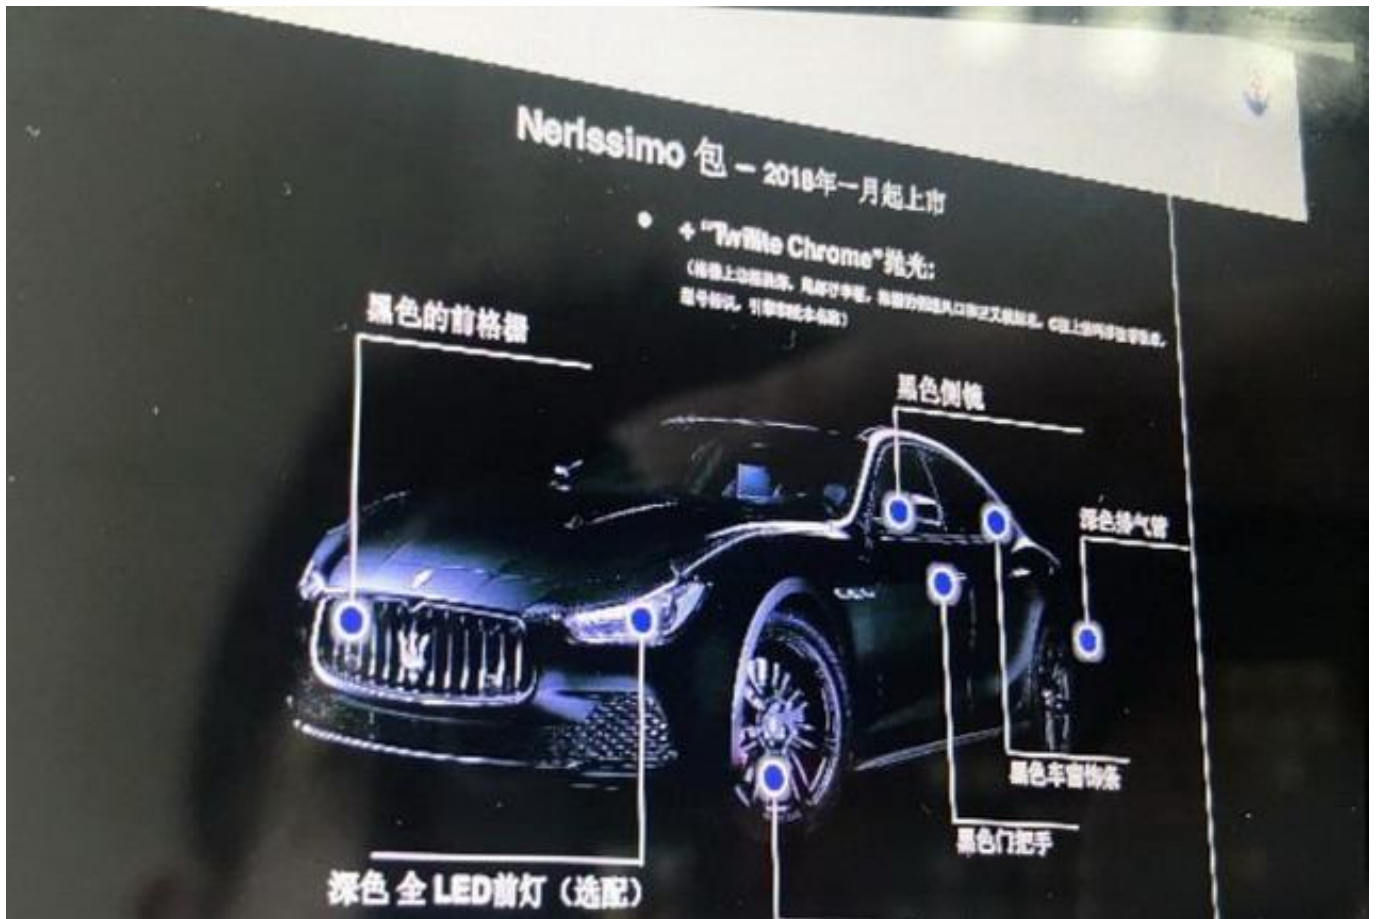 Nerissimo 包 – 2018年一月起上市
+ “Twilite Chrome”抛光:
黑色的前格栅
黑色侧镜
深色排气管
黑色车窗饰条
黑色门把手
深色 全 LED前灯（选配）